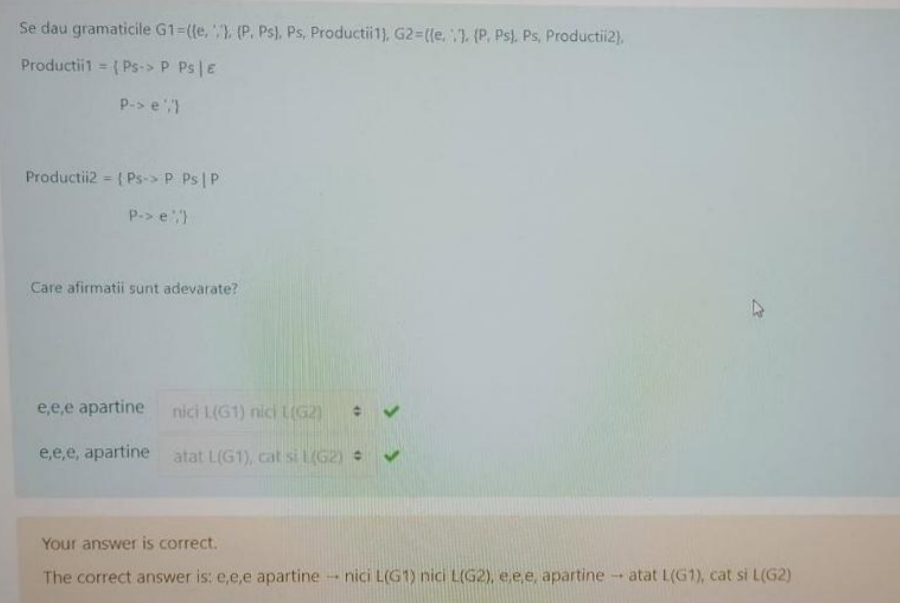 Se dau gramaticile G1=({e, ','}, {P, Ps}, Ps, Productii1}, G2=({e, ','}, {P, Ps}, Ps, Productii2},
Productii1 = { Ps-> P Ps | ε
P-> e ','}
Productii2 = { Ps-> P Ps | P
P-> e ','}
Care afirmatii sunt adevarate?
e,e,e apartine nici L(G1) nici L(G2)
e,e,e, apartine atat L(G1), cat si L(G2)
Your answer is correct.
The correct answer is: e,e,e apartine → nici L(G1) nici L(G2), e,e,e, apartine → atat L(G1), cat si L(G2)